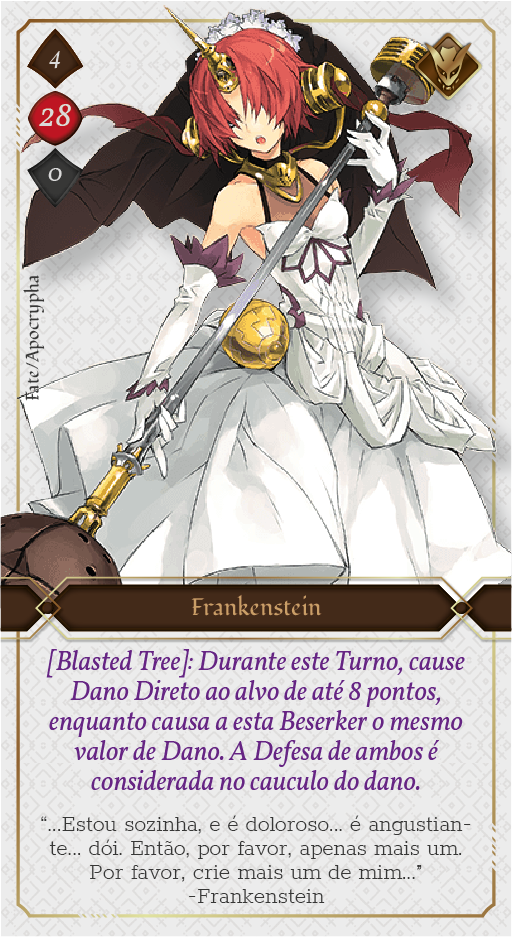 4
28
0
Fate/Apocrypha
Frankenstein
[Blasted Tree]: Durante este Turno, cause
Dano Direto ao alvo de até 8 pontos,
enquanto causa a esta Beserker o mesmo
valor de Dano. A Defesa de ambos é
considerada no cauculo do dano.
“...Estou sozinha, e é doloroso... é angustian-
te... dói. Então, por favor, apenas mais um.
Por favor, crie mais um de mim...”
-Frankenstein